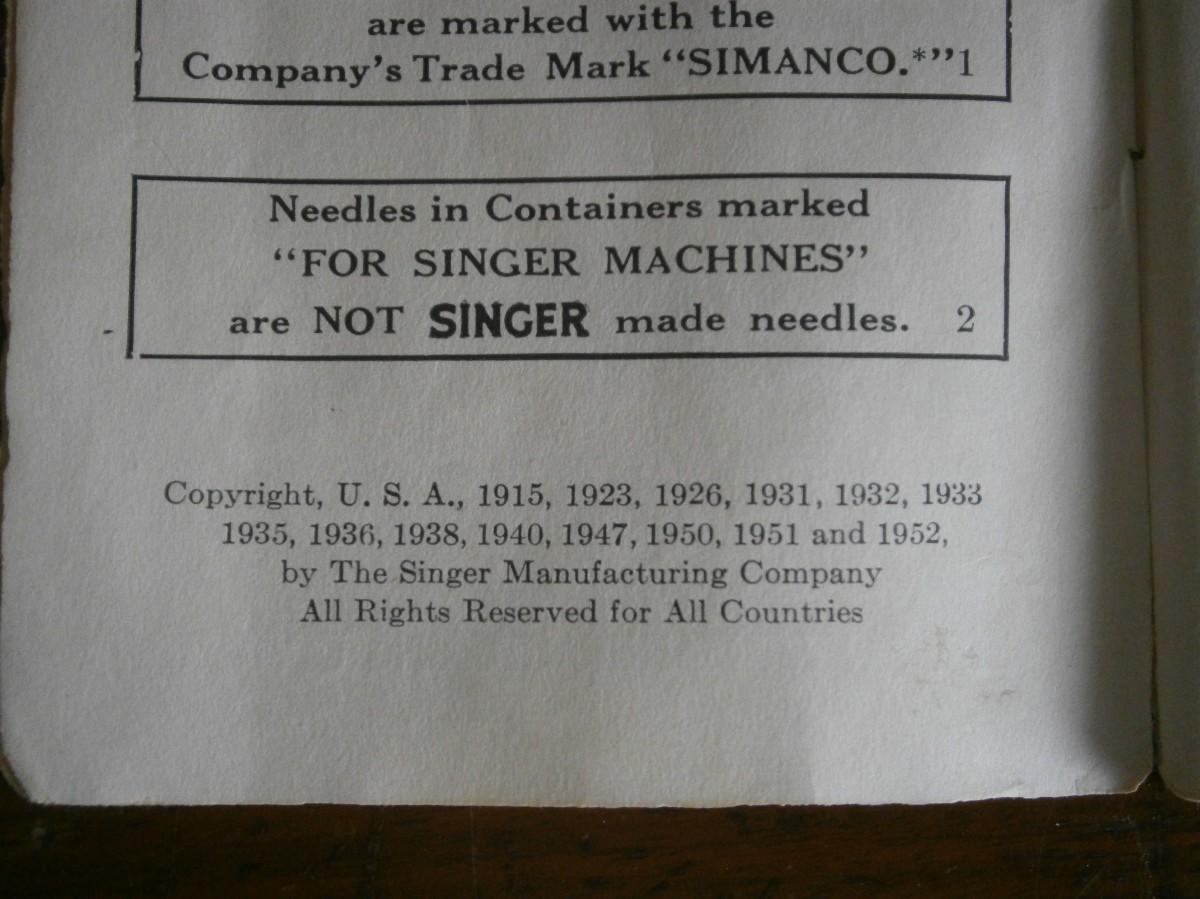 are marked with the
Company's Trade Mark “SIMANCO.*”1
Needles in Containers marked
“FOR SINGER MACHINES”
are NOT SINGER made needles. 2
Copyright, U. S. A., 1915, 1923, 1926, 1931, 1932, 1933
1935, 1936, 1938, 1940, 1947, 1950, 1951 and 1952,
by The Singer Manufacturing Company
All Rights Reserved for All Countries